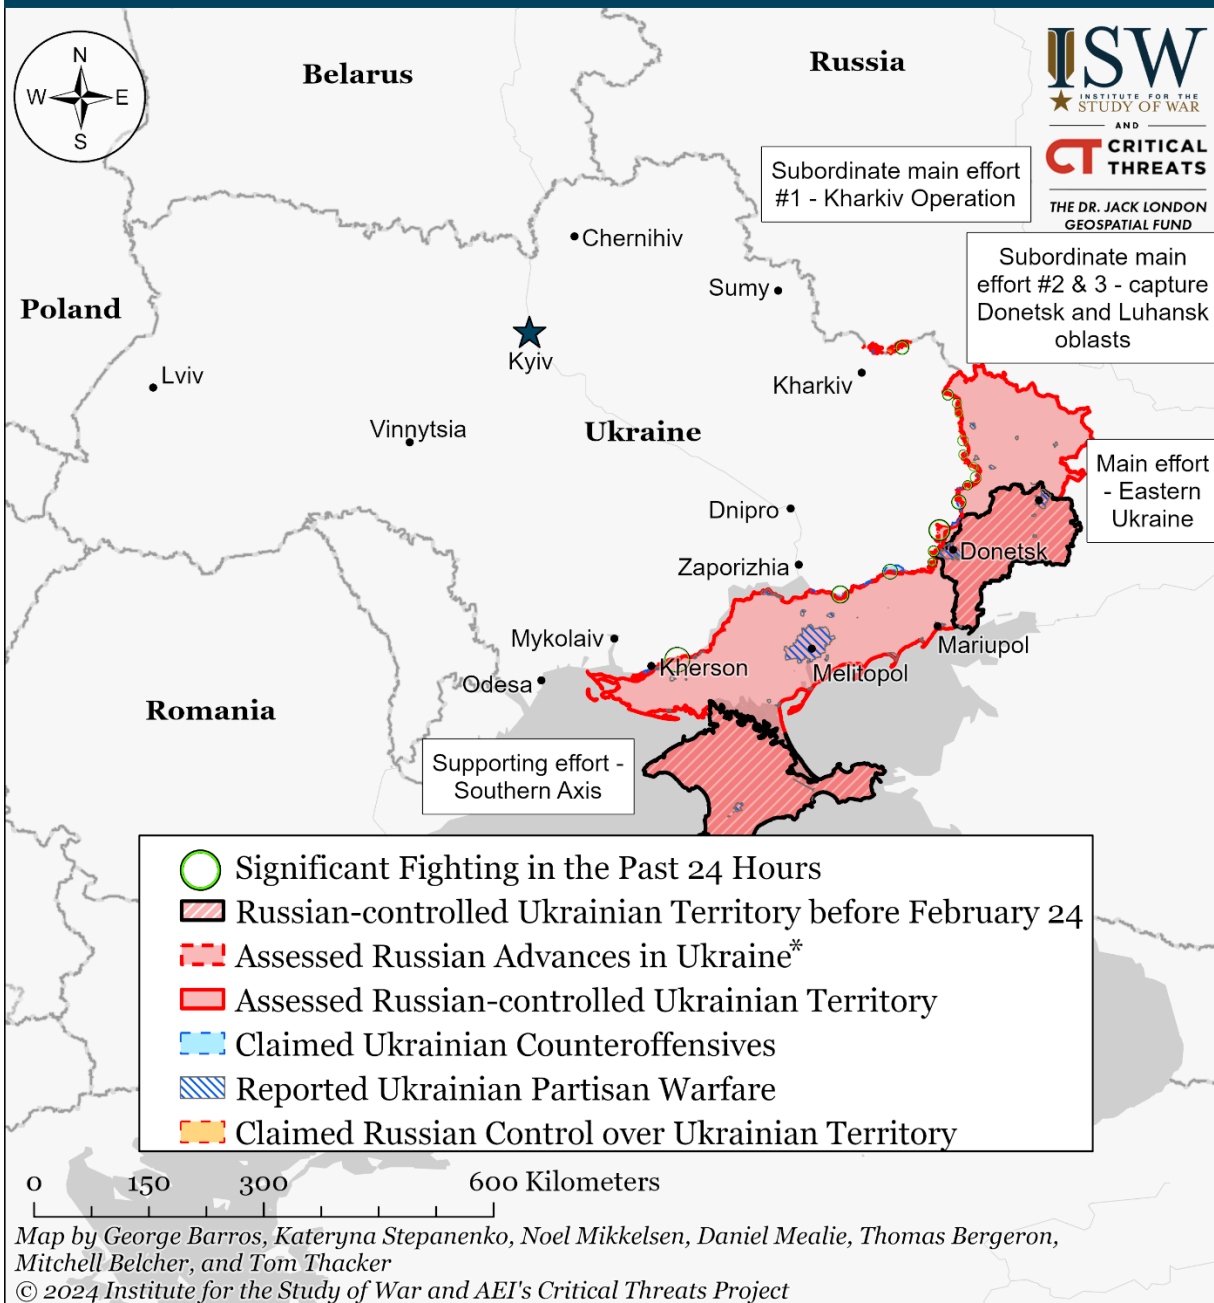 N
W
E
S
Belarus
Russia
ISW
INSTITUTE FOR THE
STUDY OF WAR
AND
CT CRITICAL
THREATS
THE DR. JACK LONDON
GEOSPATIAL FUND
Subordinate main effort
#1 - Kharkiv Operation
Subordinate main
effort #2 & 3 - capture
Donetsk and Luhansk
oblasts
Chernihiv
Sumy
Poland
Kyiv
Lviv
Kharkiv
Vinnytsia
Ukraine
Main effort
- Eastern
Ukraine
Dnipro
Donetsk
Zaporizhia
Mykolaiv
Mariupol
Kherson
Melitopol
Odesa
Romania
Supporting effort -
Southern Axis
Significant Fighting in the Past 24 Hours
Russian-controlled Ukrainian Territory before February 24
Assessed Russian Advances in Ukraine*
Assessed Russian-controlled Ukrainian Territory
Claimed Ukrainian Counteroffensives
Reported Ukrainian Partisan Warfare
Claimed Russian Control over Ukrainian Territory
0 150 300 600 Kilometers
Map by George Barros, Kateryna Stepanenko, Noel Mikkelsen, Daniel Mealie, Thomas Bergeron,
Mitchell Belcher, and Tom Thacker
© 2024 Institute for the Study of War and AEI's Critical Threats Project